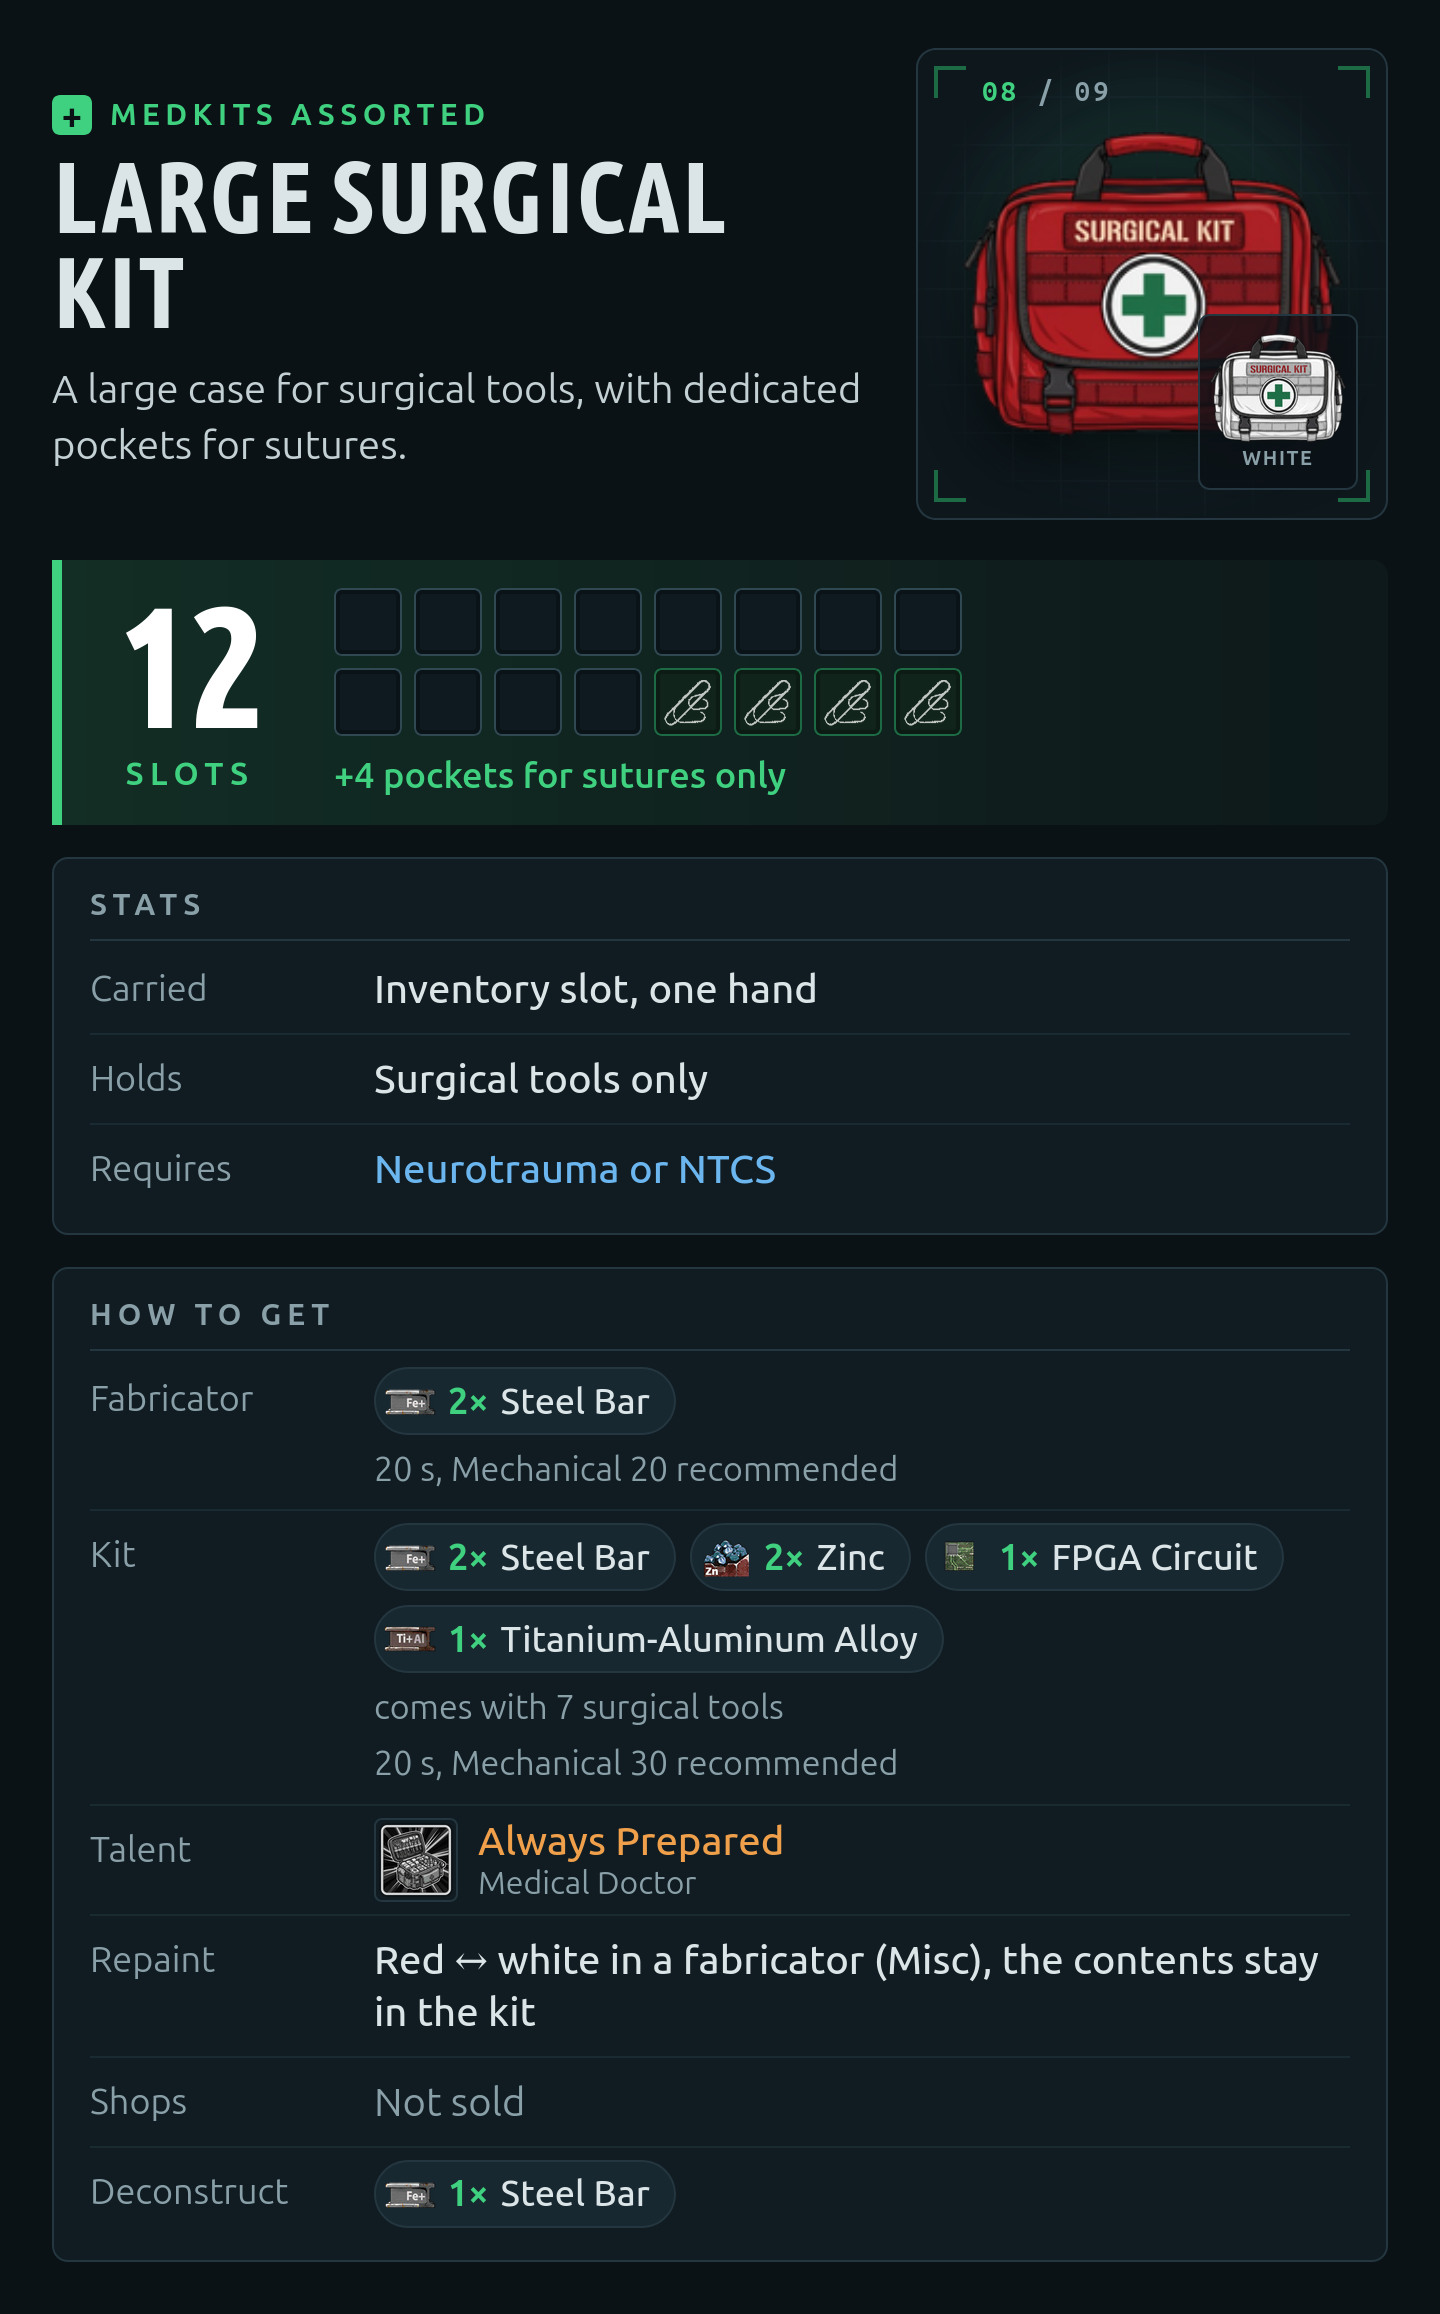 MEDKITS ASSORTED
LARGE SURGICAL
KIT
A large case for surgical tools, with dedicated
pockets for sutures.
08 / 09
SURGICAL KIT
SURGICAL KIT
WHITE
12
SLOTS
+4 pockets for sutures only
STATS
Carried Inventory slot, one hand
Holds Surgical tools only
Requires Neurotrauma or NTCS
HOW TO GET
Fabricator Fe+ 2× Steel Bar
20 s, Mechanical 20 recommended
Kit Fe+ 2× Steel Bar Zn 2× Zinc 1× FPGA Circuit
Ti+Al 1× Titanium-Aluminum Alloy
comes with 7 surgical tools
20 s, Mechanical 30 recommended
Talent Always Prepared
Medical Doctor
Repaint Red ↔ white in a fabricator (Misc), the contents stay
in the kit
Shops Not sold
Deconstruct Fe+ 1× Steel Bar